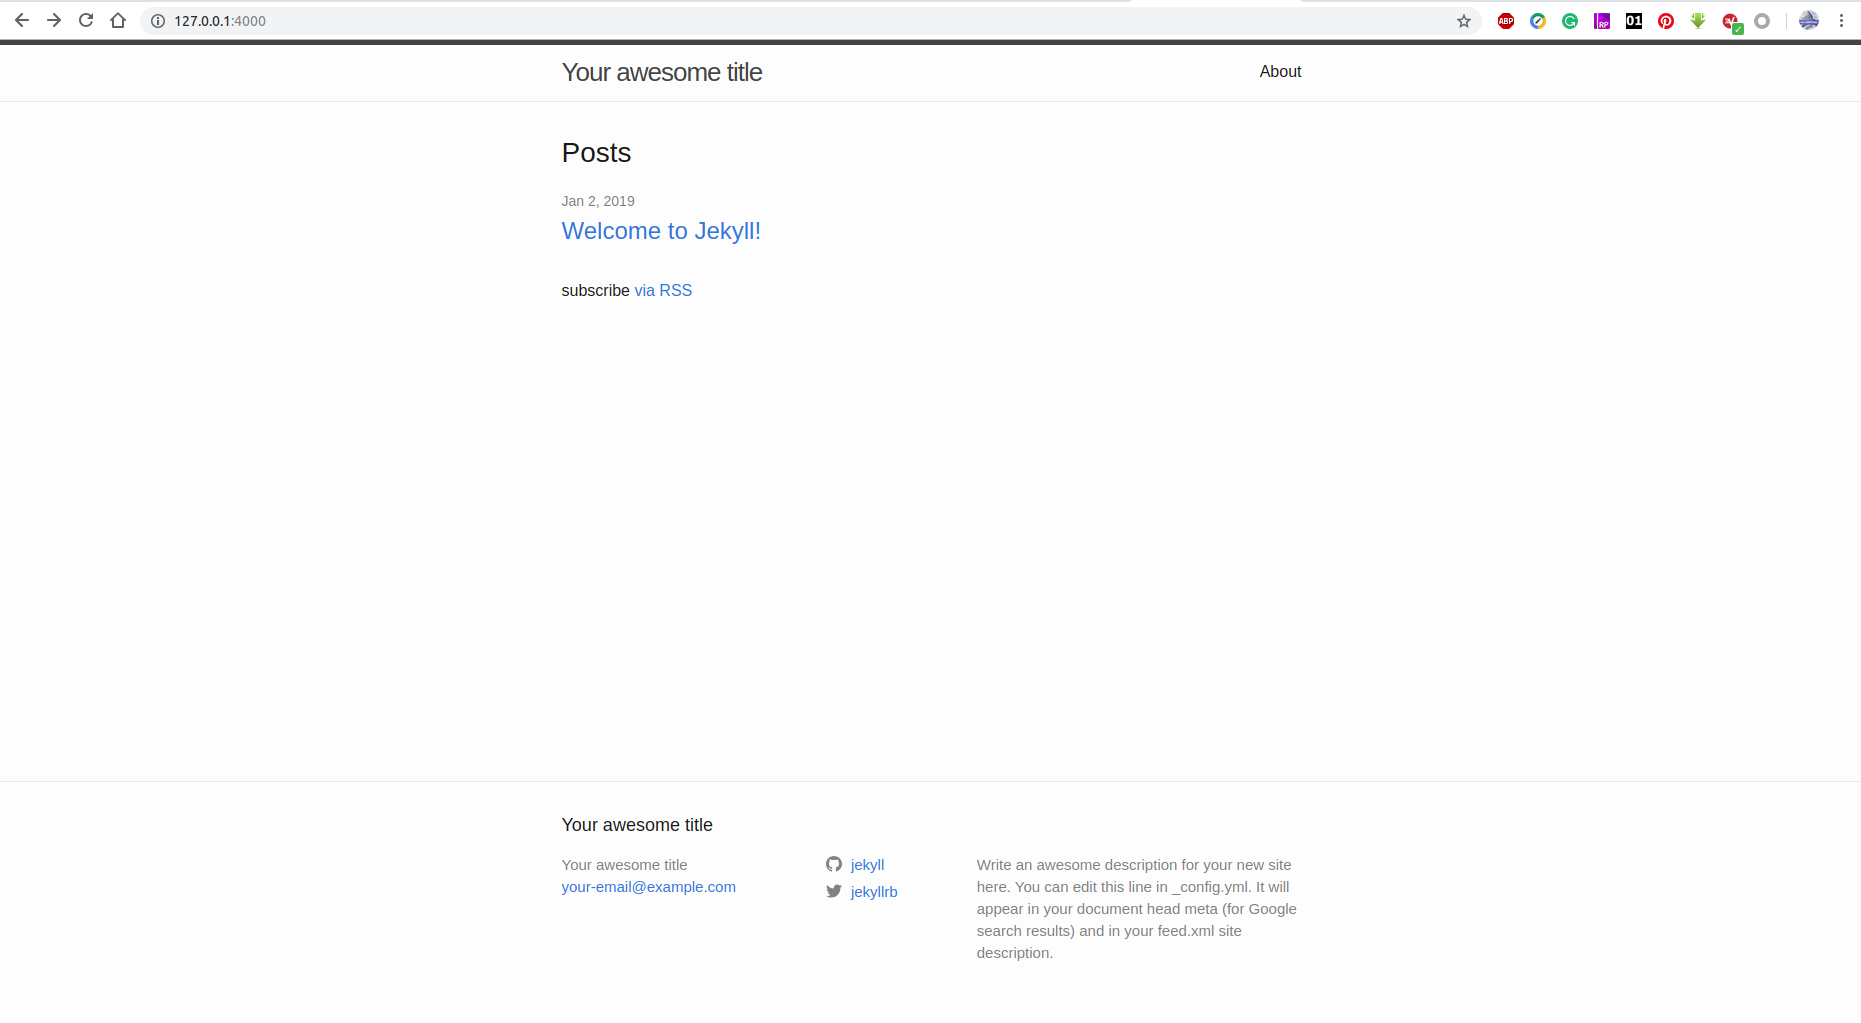 127.0.0.1:4000
ABP
RP
01
Your awesome title
About
Posts
Jan 2, 2019
Welcome to Jekyll!
subscribe via RSS
Your awesome title
Your awesome title
your-email@example.com
jekyll
jekyllrb
Write an awesome description for your new site
here. You can edit this line in _config.yml. It will
appear in your document head meta (for Google
search results) and in your feed.xml site
description.